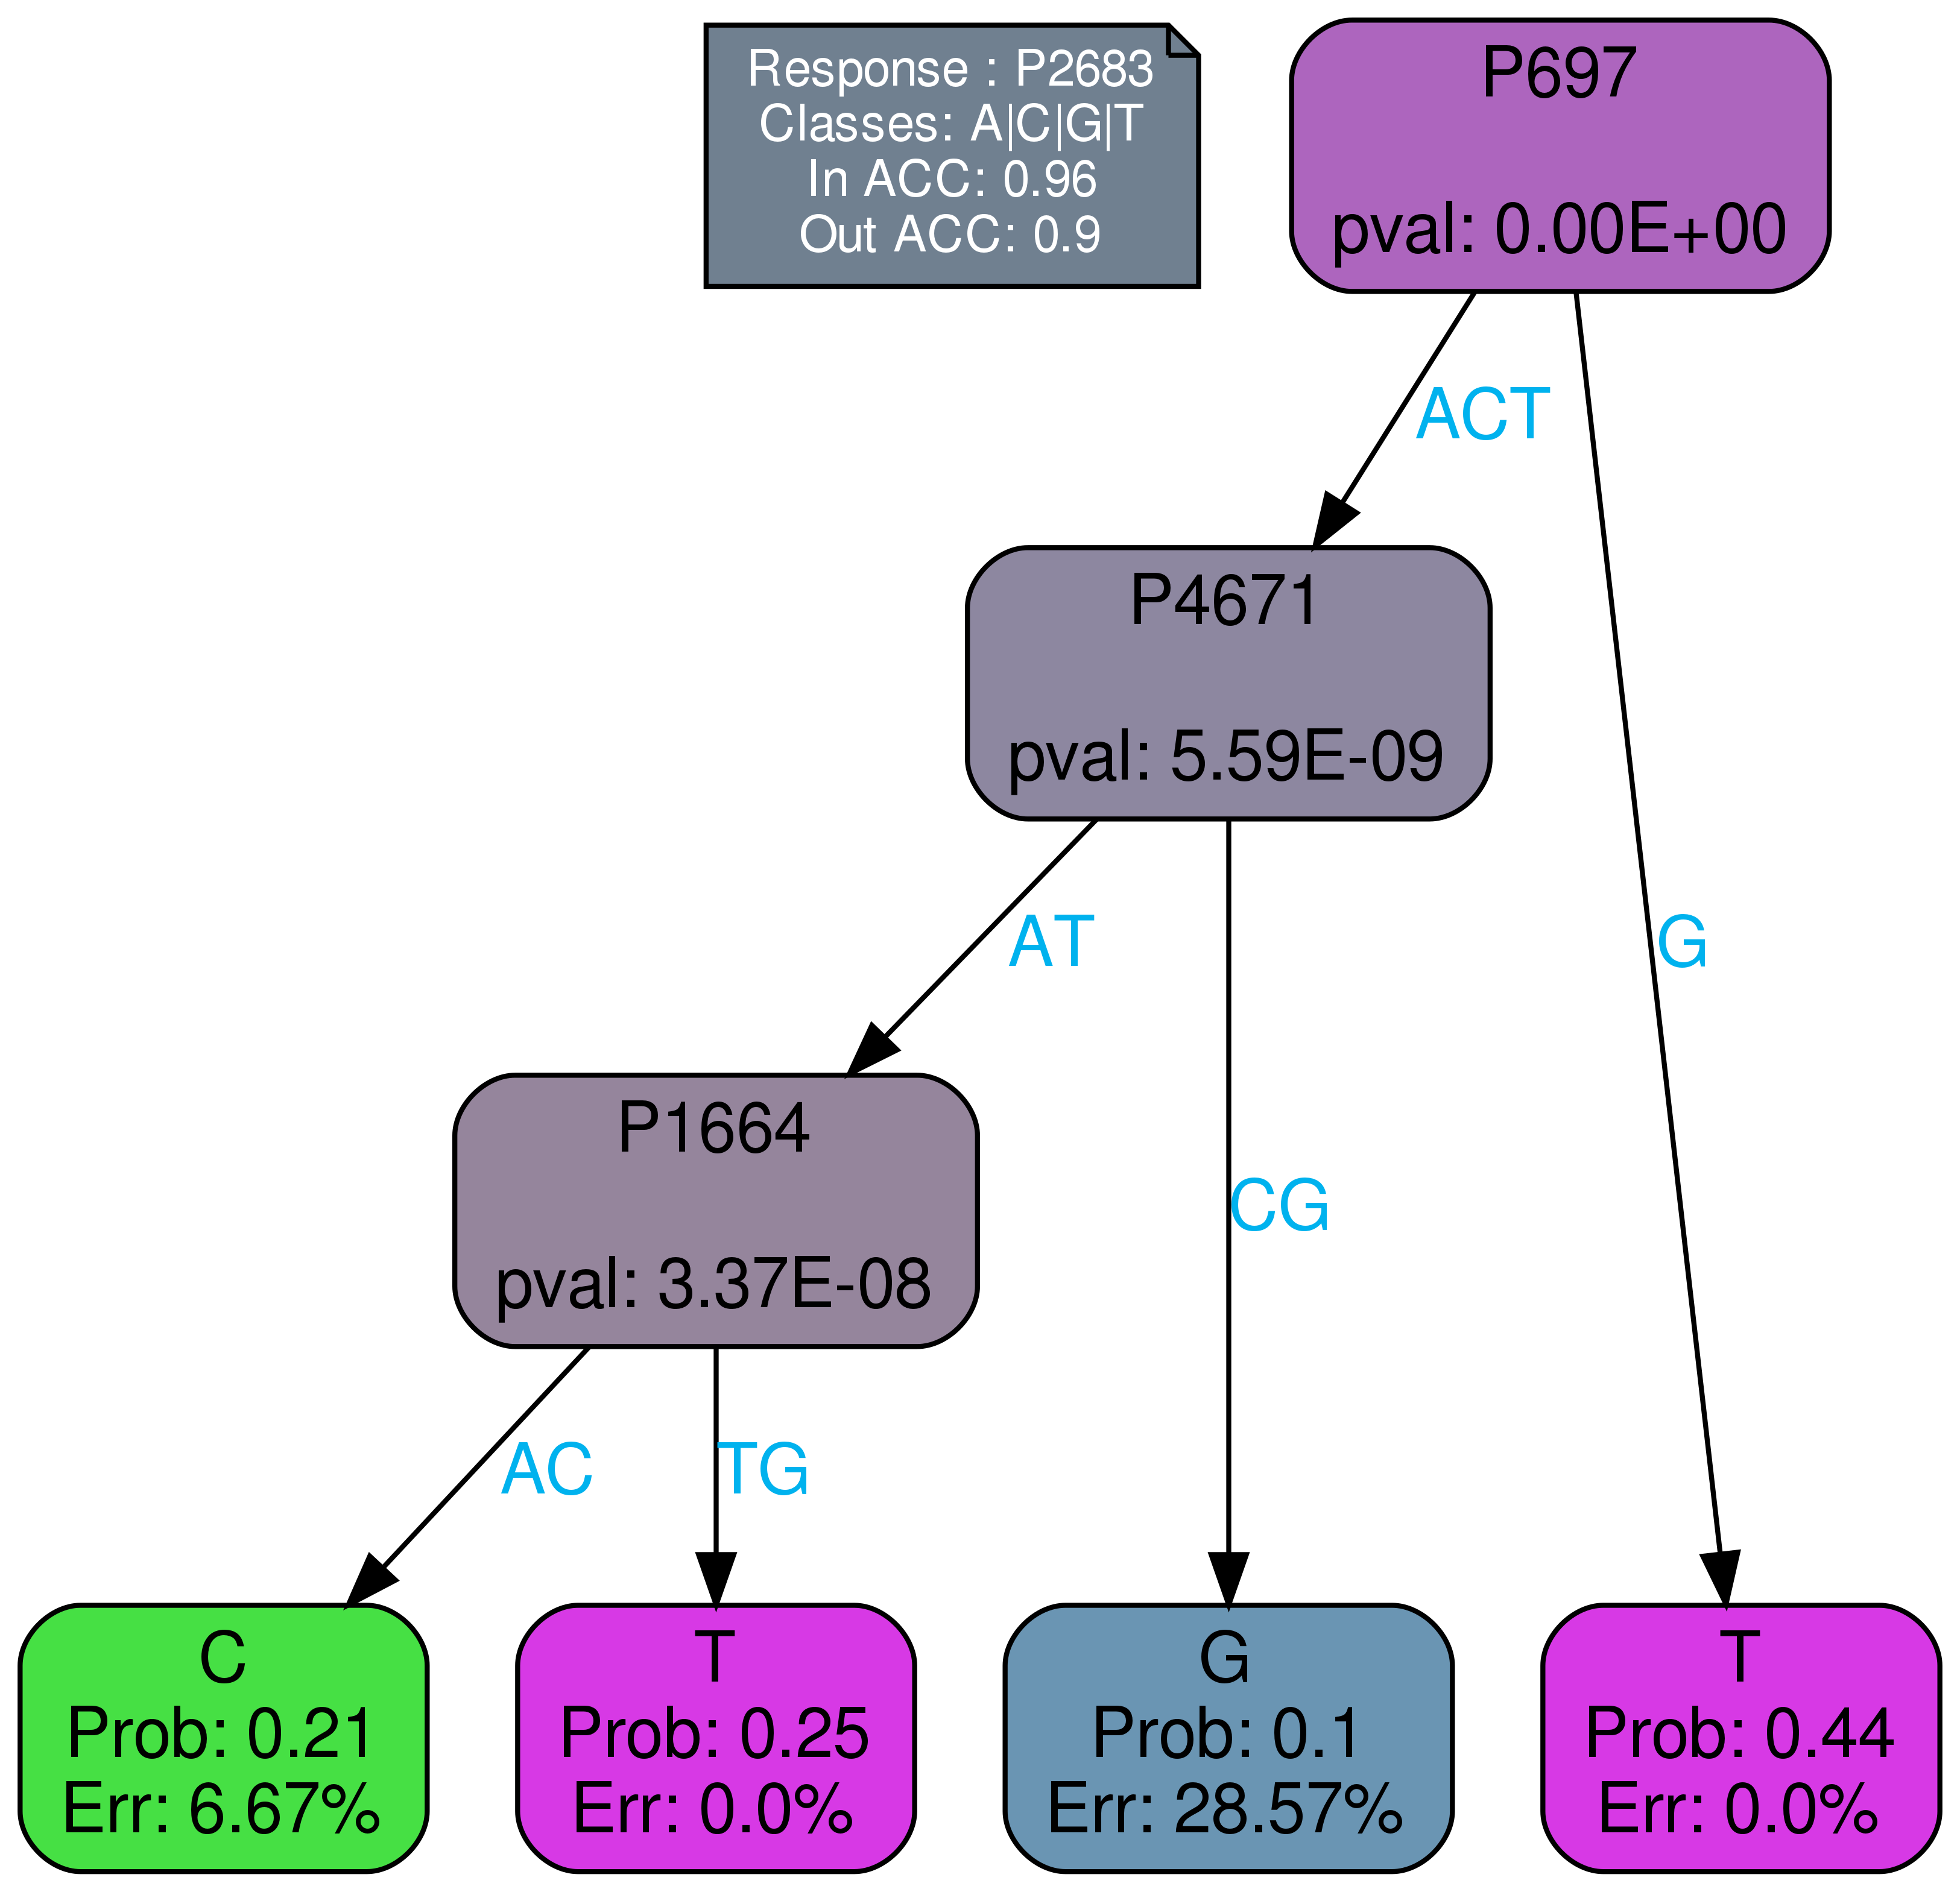 Response : P2683
Classes: A|C|G|T
In ACC: 0.96
Out ACC: 0.9
P697
pval: 0.00E+00
ACT
P4671
pval: 5.59E-09
AT
G
P1664
pval: 3.37E-08
CG
AC
TG
C
Prob: 0.21
Err: 6.67%
T
Prob: 0.25
Err: 0.0%
G
Prob: 0.1
Err: 28.57%
T
Prob: 0.44
Err: 0.0%